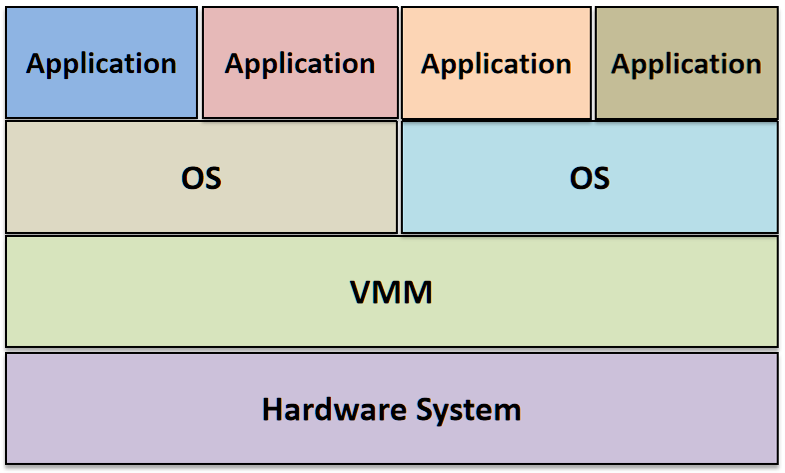 Application
Application
Application
Application
OS
OS
VMM
Hardware System